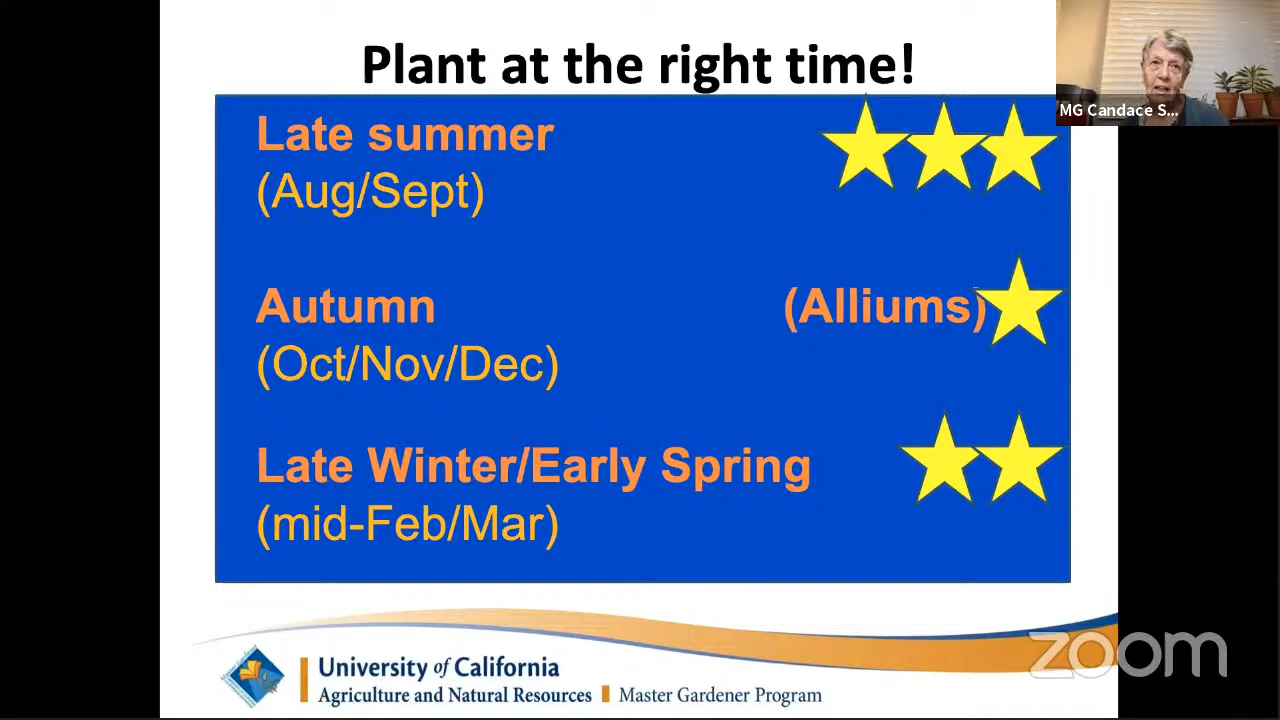 Plant at the right time!
MG Candace S...
Late summer
(Aug/Sept)
Autumn (Alliums)
(Oct/Nov/Dec)
Late Winter/Early Spring
(mid-Feb/Mar)
University of California
Agriculture and Natural Resources Master Gardener Program
zoom